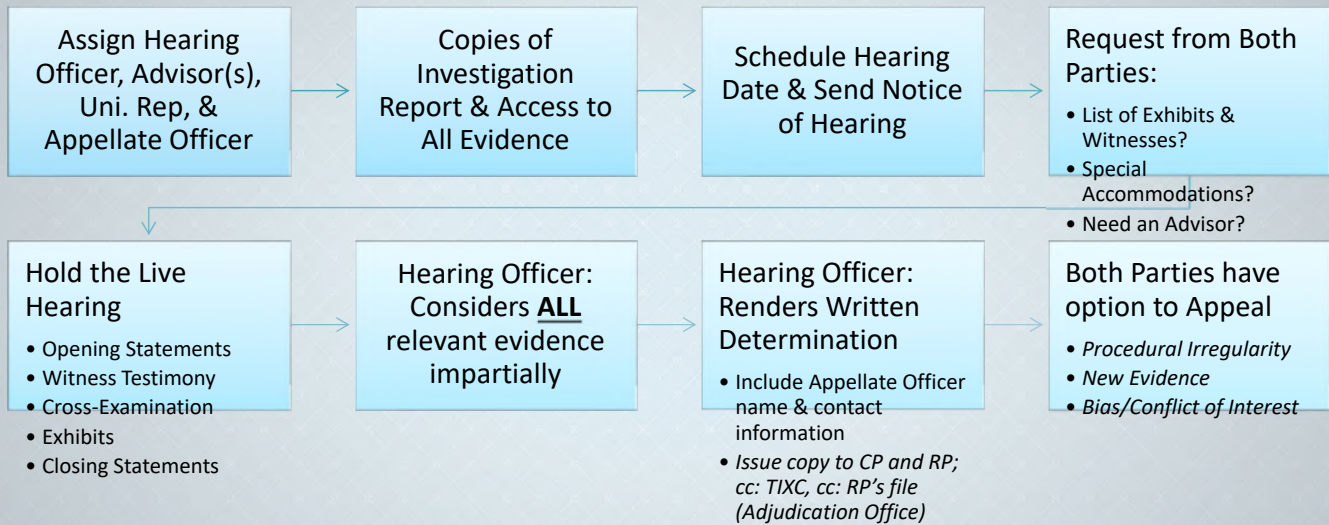 Assign Hearing
Officer, Advisor(s),
Uni. Rep, &
Appellate Officer
Copies of
Investigation
Report & Access to
All Evidence
Schedule Hearing
Date & Send Notice
of Hearing
Request from Both
Parties:
• List of Exhibits &
Witnesses?
• Special
Accommodations?
• Need an Advisor?
Hold the Live
Hearing
• Opening Statements
• Witness Testimony
• Cross-Examination
• Exhibits
• Closing Statements
Hearing Officer:
Considers ALL
relevant evidence
impartially
Hearing Officer:
Renders Written
Determination
• Include Appellate Officer
name & contact
information
• Issue copy to CP and RP;
cc: TIXC, cc: RP's file
(Adjudication Office)
Both Parties have
option to Appeal
• Procedural Irregularity
• New Evidence
• Bias/Conflict of Interest